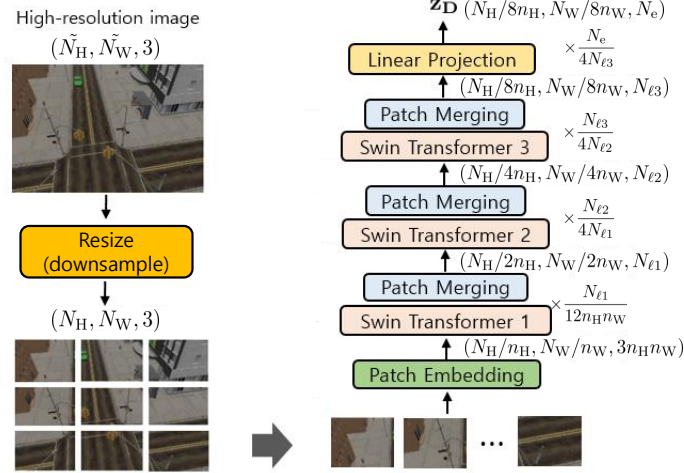 High-resolution image
(Ñ_H, Ñ_W, 3)
Resize
(downsample)
(N_H, N_W, 3)
z_D (N_H/8n_H, N_W/8n_W, N_e)
Linear Projection
×N_e/4N_ℓ3
(N_H/8n_H, N_W/8n_W, N_ℓ3)
Patch Merging
Swin Transformer 3
×N_ℓ3/4N_ℓ2
(N_H/4n_H, N_W/4n_W, N_ℓ2)
Patch Merging
Swin Transformer 2
×N_ℓ2/4N_ℓ1
(N_H/2n_H, N_W/2n_W, N_ℓ1)
Patch Merging
Swin Transformer 1
×N_ℓ1/12n_Hn_W
(N_H/n_H, N_W/n_W, 3n_Hn_W)
Patch Embedding
...